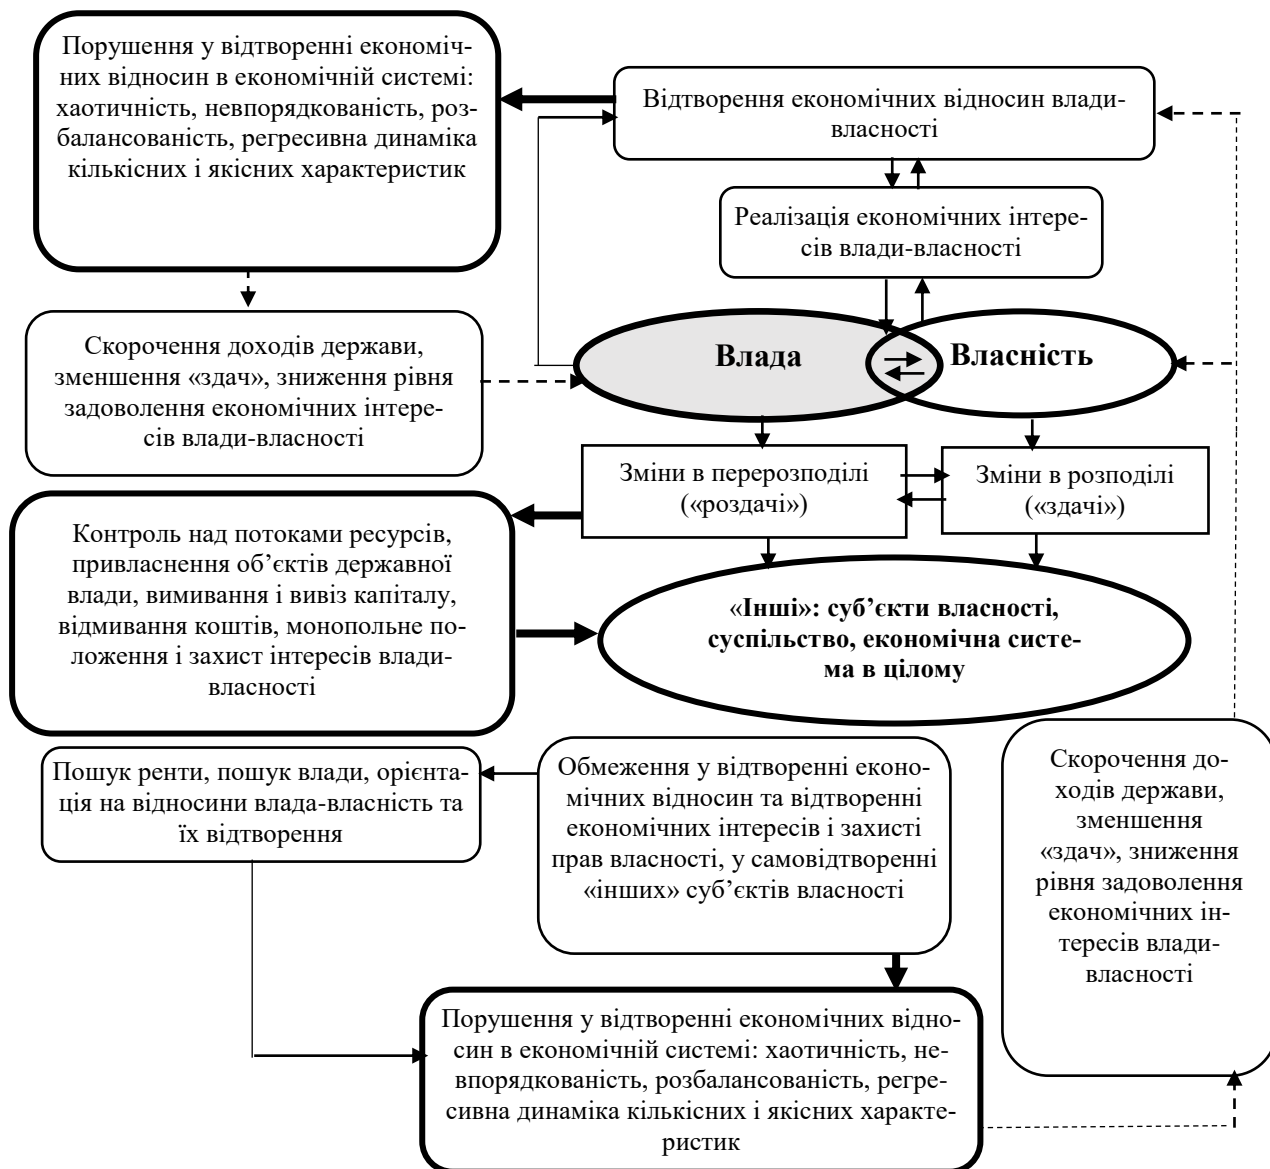 Порушення у відтворенні економіч-
них відносин в економічній системі:
хаотичність, невпорядкованість, роз-
балансованість, регресивна динаміка
кількісних і якісних характеристик
Відтворення економічних відносин влади-
власності
Реалізація економічних інтере-
сів влади-власності
Скорочення доходів держави,
зменшення «здач», зниження рівня
задоволення економічних інтере-
сів влади-власності
Влада
Власність
Зміни в перерозподілі
(«роздачі»)
Зміни в розподілі
(«здачі»)
Контроль над потоками ресурсів,
привласнення об’єктів державної
влади, вимивання і вивіз капіталу,
відмивання коштів, монопольне по-
ложення і захист інтересів влади-
власності
«Інші»: суб’єкти власності,
суспільство, економічна систе-
ма в цілому
Пошук ренти, пошук влади, орієнта-
ція на відносини влада-власність та
їх відтворення
Обмеження у відтворенні еконо-
мічних відносин та відтворенні
економічних інтересів і захисті
прав власності, у самовідтворенні
«інших» суб’єктів власності
Скорочення до-
ходів держави,
зменшення
«здач», зниження
рівня задоволення
економічних ін-
тересів влади-
власності
Порушення у відтворенні економічних відно-
син в економічній системі: хаотичність, не-
впорядкованість, розбалансованість, регре-
сивна динаміка кількісних і якісних характе-
ристик